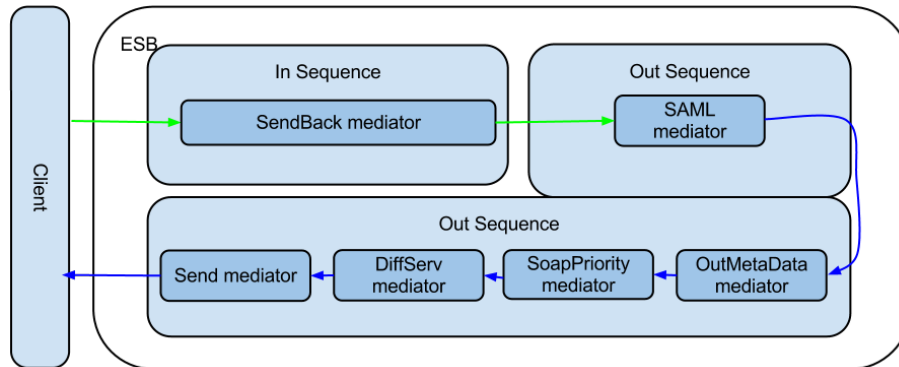 ESB
In Sequence
Out Sequence
SendBack mediator
SAML
mediator
Client
Out Sequence
Send mediator
DiffServ
mediator
SoapPriority
mediator
OutMetaData
mediator